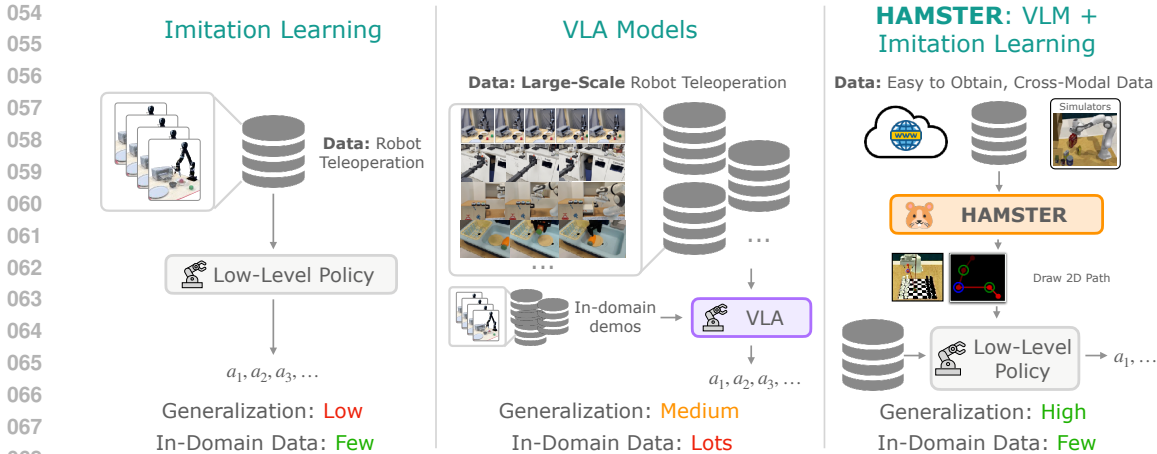 054
055
056
057
058
059
060
061
062
063
064
065
066
067
Imitation Learning
Data: Robot
Teleoperation
Low-Level Policy
a1, a2, a3, …
Generalization: Low
In-Domain Data: Few
VLA Models
Data: Large-Scale Robot Teleoperation
...
...
In-domain
demos
VLA
a1, a2, a3, …
Generalization: Medium
In-Domain Data: Lots
HAMSTER: VLM +
Imitation Learning
Data: Easy to Obtain, Cross-Modal Data
www
Simulators
HAMSTER
Draw 2D Path
Low-Level
Policy
a1, …
Generalization: High
In-Domain Data: Few